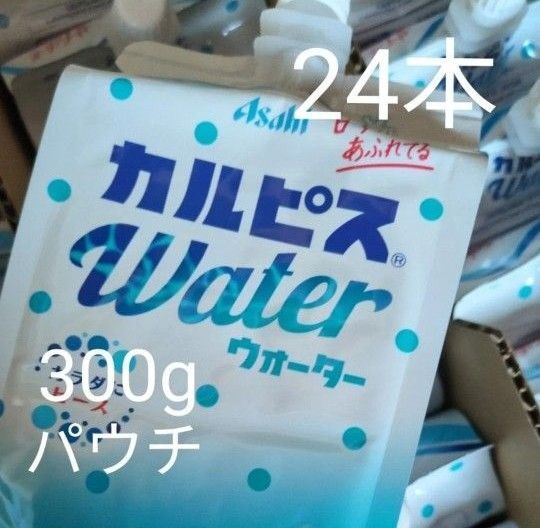 24本
Asahi
あふれてる
カルピス®
Water
ウォーター
300g
パウチ